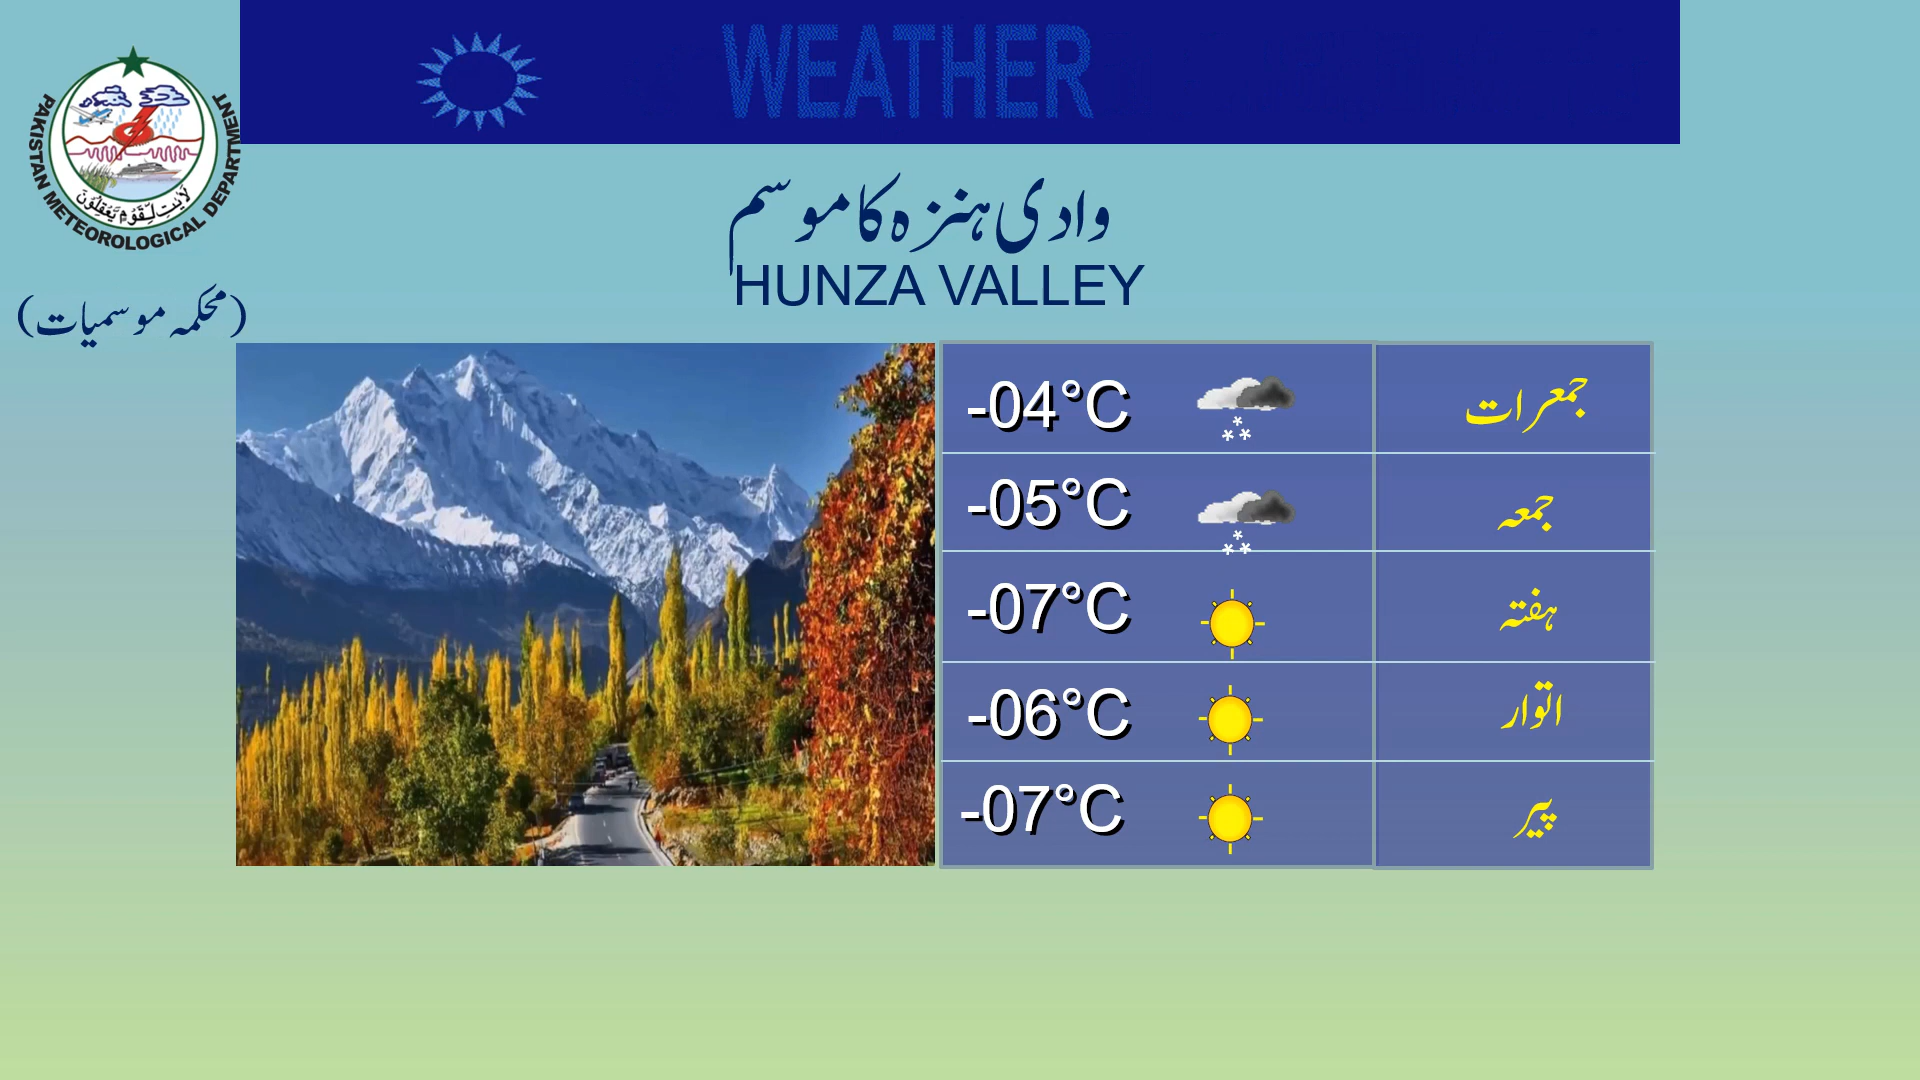 WEATHER
PAKISTAN METEOROLOGICAL DEPARTMENT
لَاٰیٰتٍ لِّقَوْمٍ یَّعْقِلُوْنَ
(محکمہ موسمیات)
وادی ہنزہ کا موسم
HUNZA VALLEY
-04°C جمعرات
-05°C جمعہ
-07°C ہفتہ
-06°C اتوار
-07°C پیر